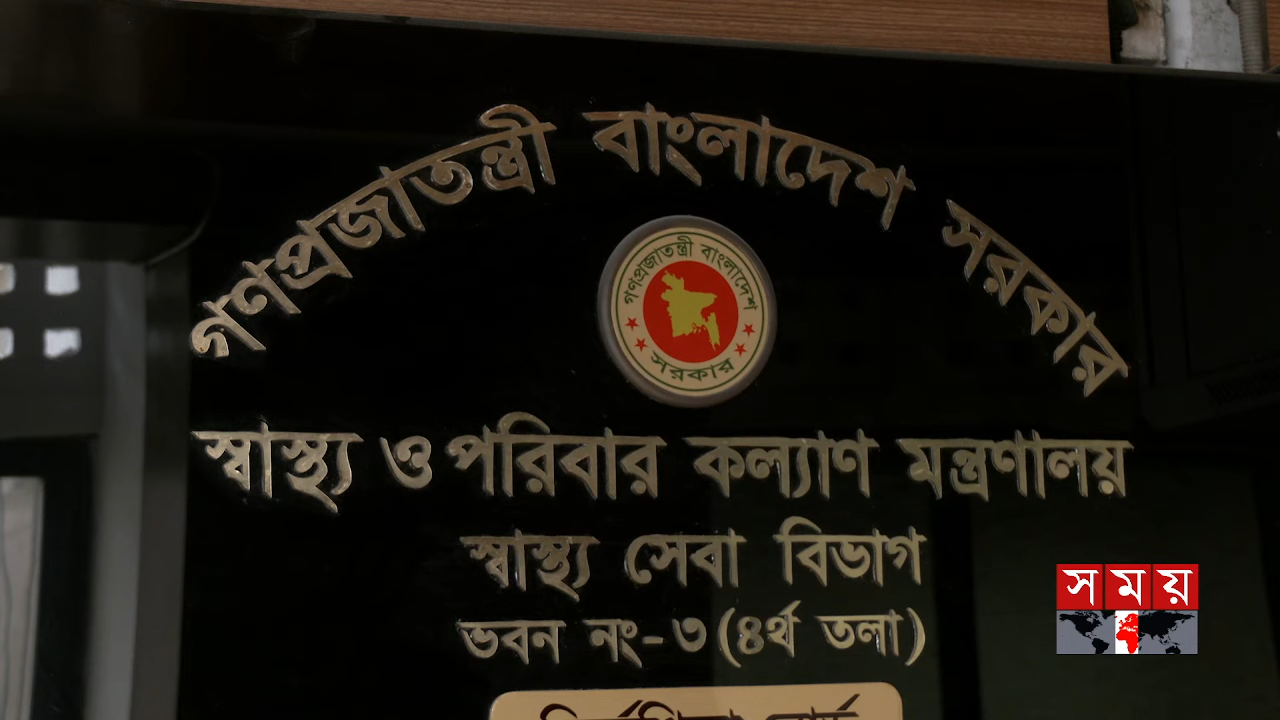 গণপ্রজাতন্ত্রী বাংলাদেশ সরকার
গণপ্রজাতন্ত্রী বাংলাদেশ
সরকার
স্বাস্থ্য ও পরিবার কল্যাণ মন্ত্রণালয়
স্বাস্থ্য সেবা বিভাগ
ভবন নং-৩ (৪র্থ তলা)
সময়